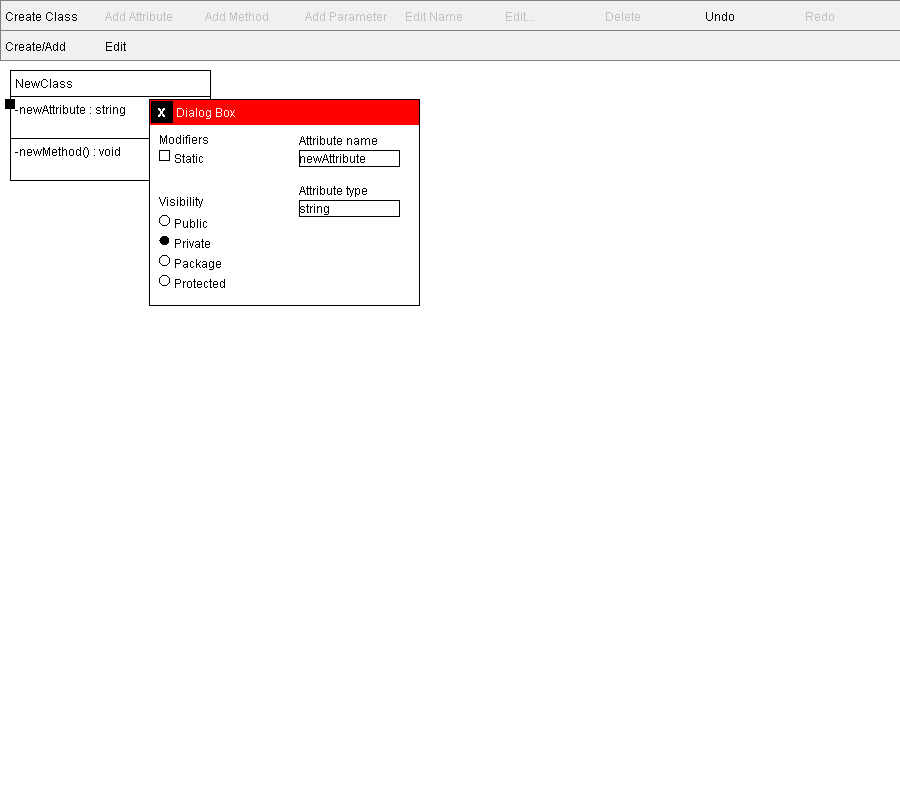 Create Class Add Attribute Add Method Add Parameter Edit Name Edit... Delete Undo Redo
Create/Add Edit
NewClass
-newAttribute : string
-newMethod() : void
X Dialog Box
Modifiers
Static
Visibility
Public
Private
Package
Protected
Attribute name
newAttribute
Attribute type
string